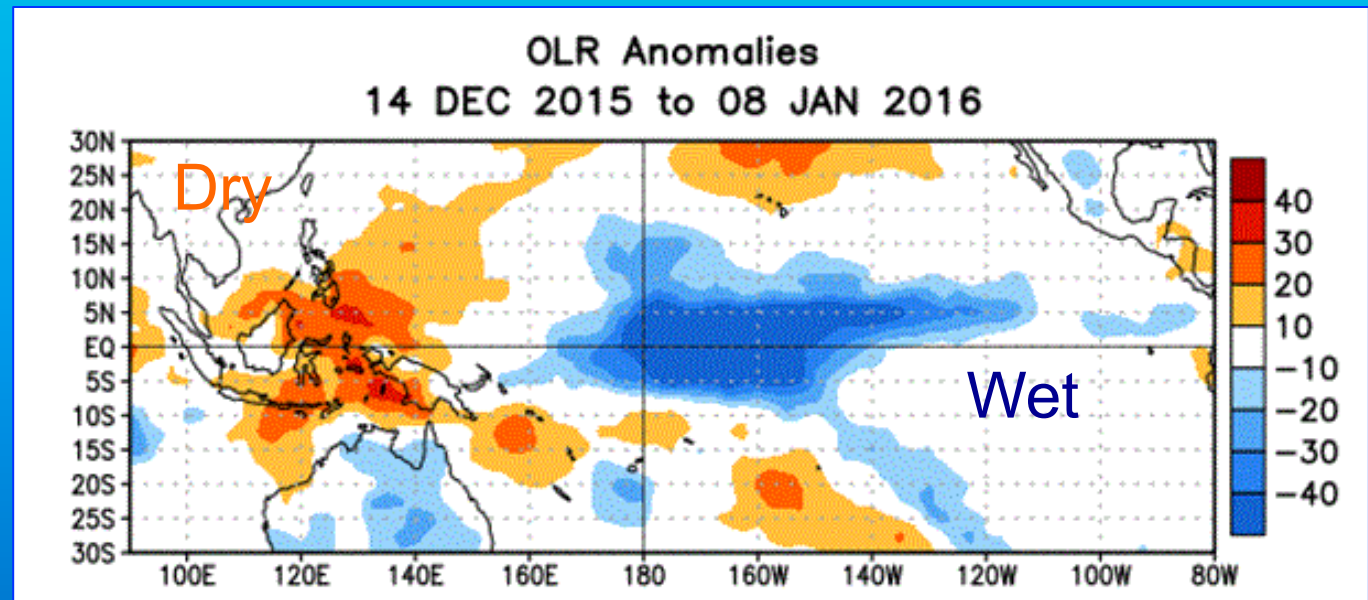 OLR Anomalies
14 DEC 2015 to 08 JAN 2016
30N
25N
20N
15N
10N
5N
EQ
5S
10S
15S
20S
25S
30S
Dry
Wet
100E 120E 140E 160E 180 160W 140W 120W 100W 80W
40
30
20
10
-10
-20
-30
-40